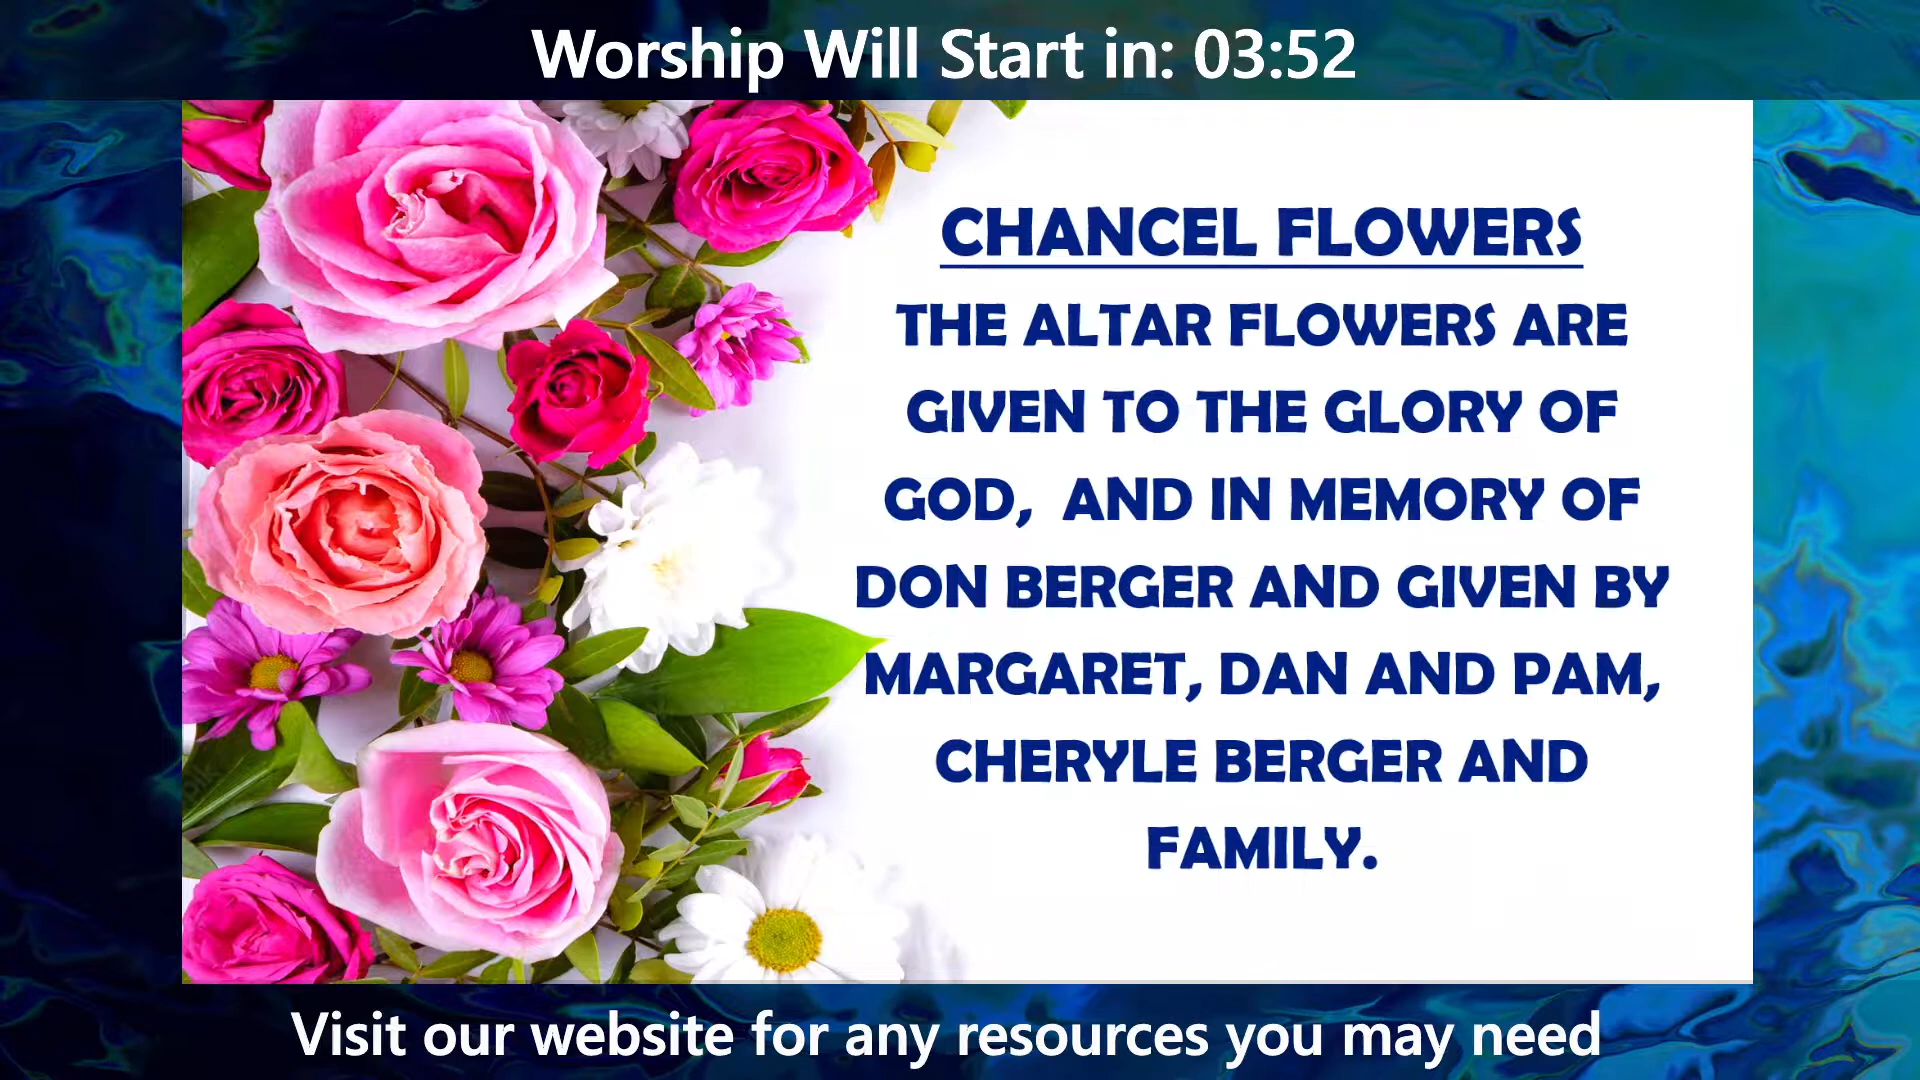 Worship Will Start in: 03:52
CHANCEL FLOWERS
THE ALTAR FLOWERS ARE
GIVEN TO THE GLORY OF
GOD,  AND IN MEMORY OF
DON BERGER AND GIVEN BY
MARGARET, DAN AND PAM,
CHERYLE BERGER AND
FAMILY.
Visit our website for any resources you may need